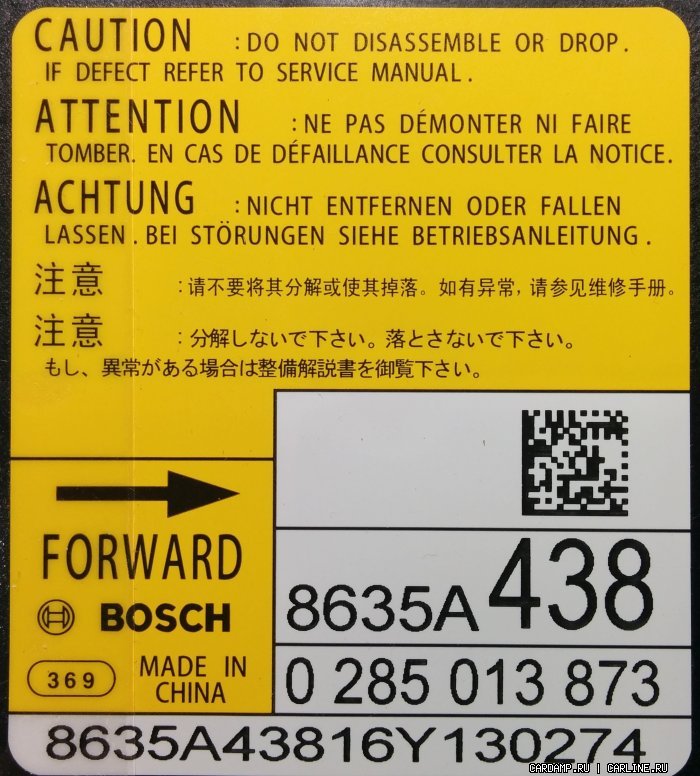 CAUTION :DO NOT DISASSEMBLE OR DROP.
IF DEFECT REFER TO SERVICE MANUAL.
ATTENTION :NE PAS DÉMONTER NI FAIRE
TOMBER. EN CAS DE DÉFAILLANCE CONSULTER LA NOTICE.
ACHTUNG :NICHT ENTFERNEN ODER FALLEN
LASSEN. BEI STÖRUNGEN SIEHE BETRIEBSANLEITUNG.
注意 :请不要将其分解或使其掉落。如有异常,请参见维修手册。
注意 :分解しないで下さい。落とさないで下さい。
もし、異常がある場合は整備解説書を御覧下さい。
FORWARD
BOSCH
369 MADE IN
CHINA
8635A 438
0 285 013 873
8635A43816Y130274
CARDAMP.RU | CARLINE.RU